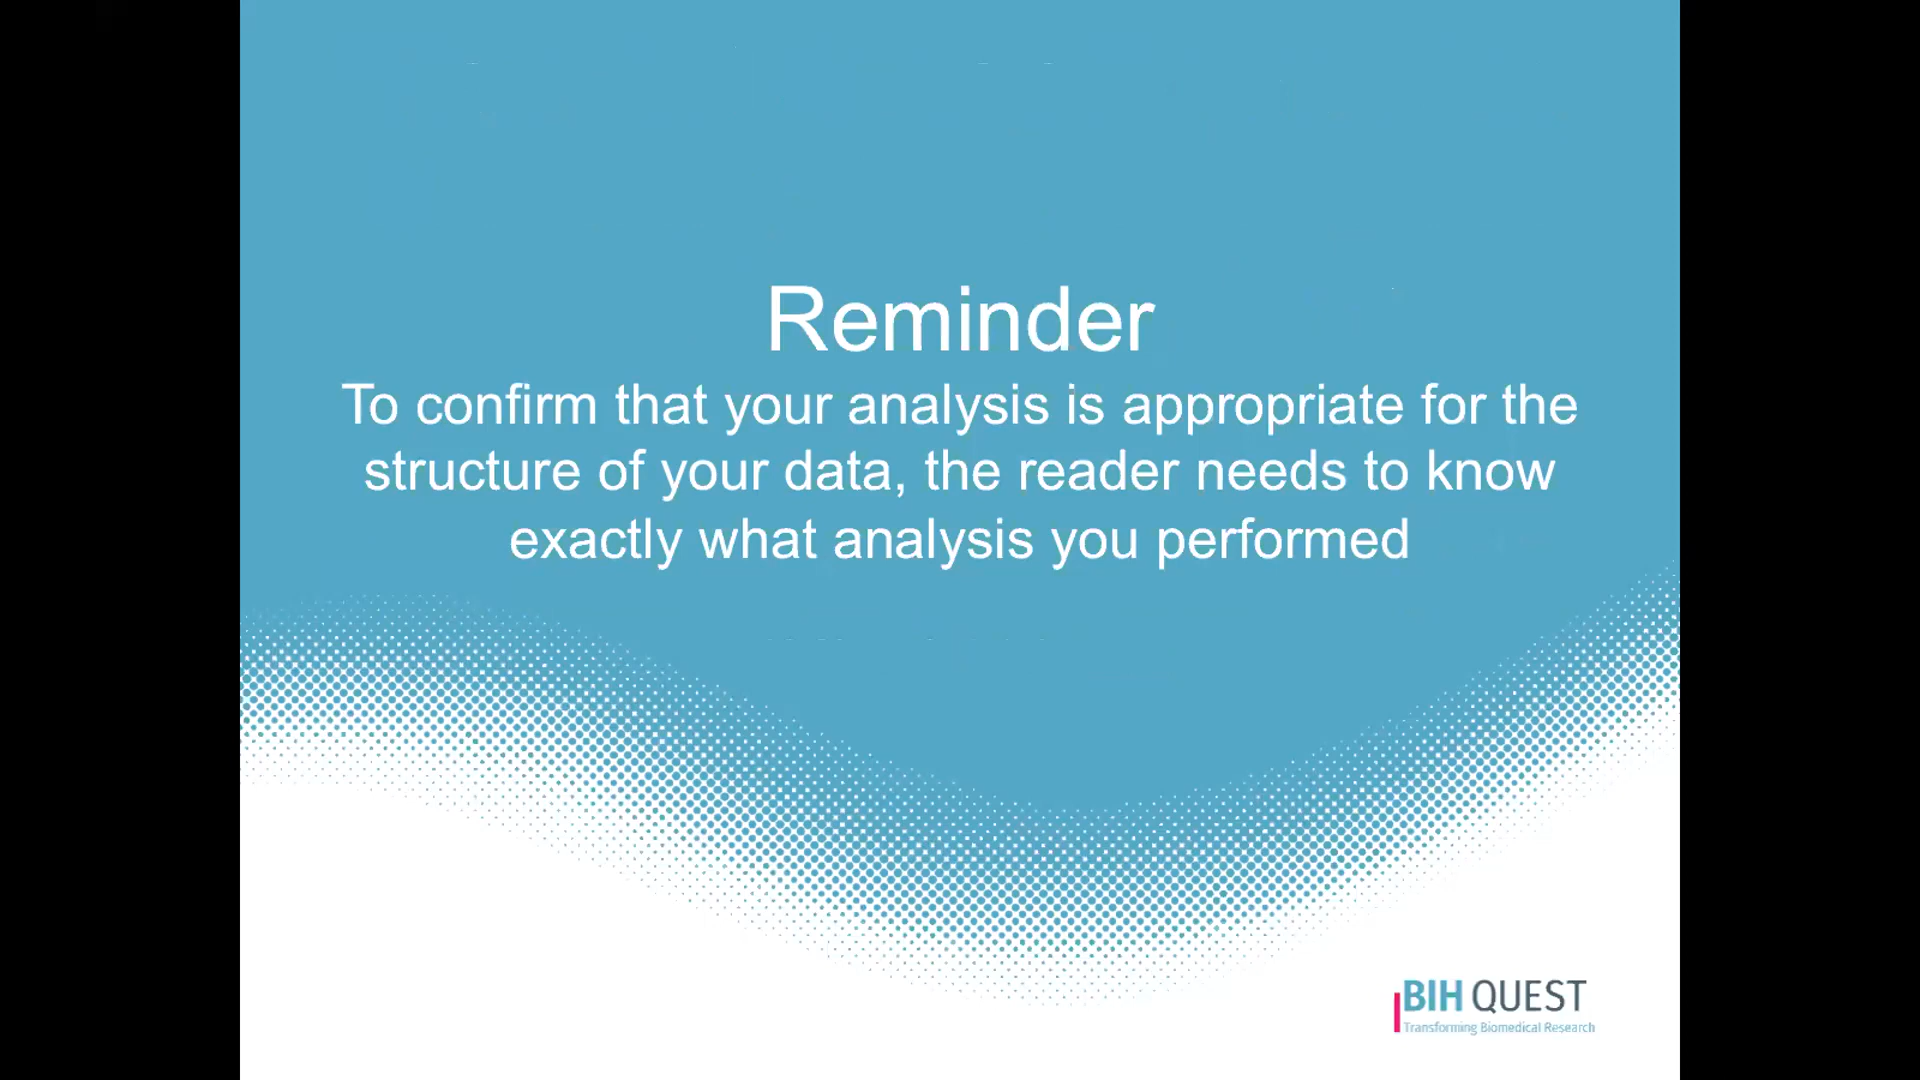 Reminder
To confirm that your analysis is appropriate for the
structure of your data, the reader needs to know
exactly what analysis you performed
BIH QUEST
Transforming Biomedical Research